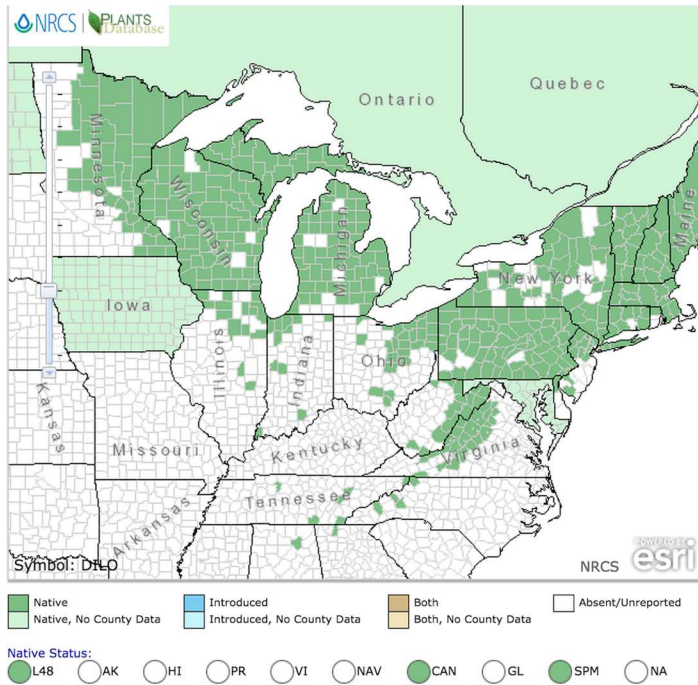 NRCS | PLANTS
Database
Quebec
Ontario
Minnesota
Wisconsin
Michigan
Maine
New York
Iowa
Illinois
Indiana
Ohio
Kansas
Missouri
Kentucky
Virginia
Tennessee
Arkansas
Symbol: DILO
NRCS
POWERED BY
esri
Native
Introduced
Both
Absent/Unreported
Native, No County Data
Introduced, No County Data
Both, No County Data
Native Status:
L48 AK HI PR VI NAV CAN GL SPM NA